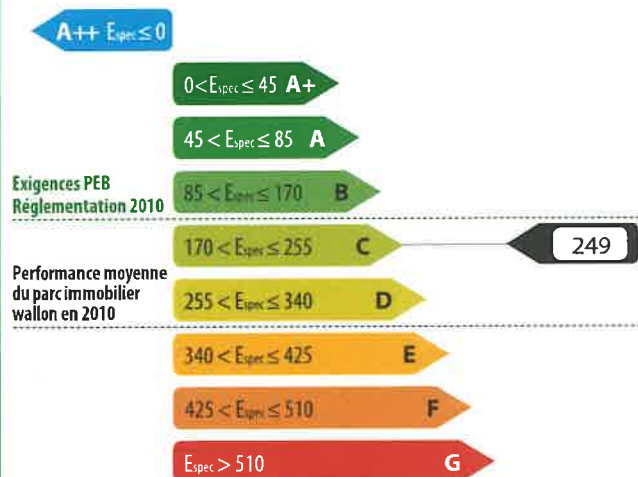 A++ Espec ≤ 0
0 < Espec ≤ 45 A+
45 < Espec ≤ 85 A
Exigences PEB
Réglementation 2010
85 < Espec ≤ 170 B
170 < Espec ≤ 255 C
249
Performance moyenne
du parc immobilier
wallon en 2010
255 < Espec ≤ 340 D
340 < Espec ≤ 425 E
425 < Espec ≤ 510 F
Espec > 510 G